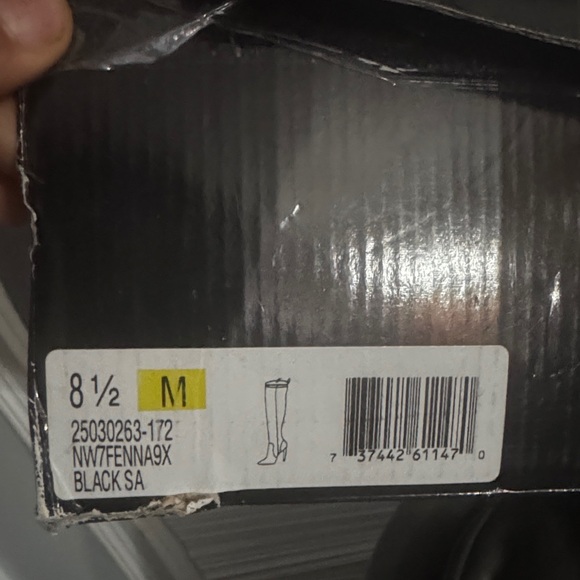 8 ½ M
25030263-172
NW7FENNA9X
BLACK SA
7 37442 61147 0